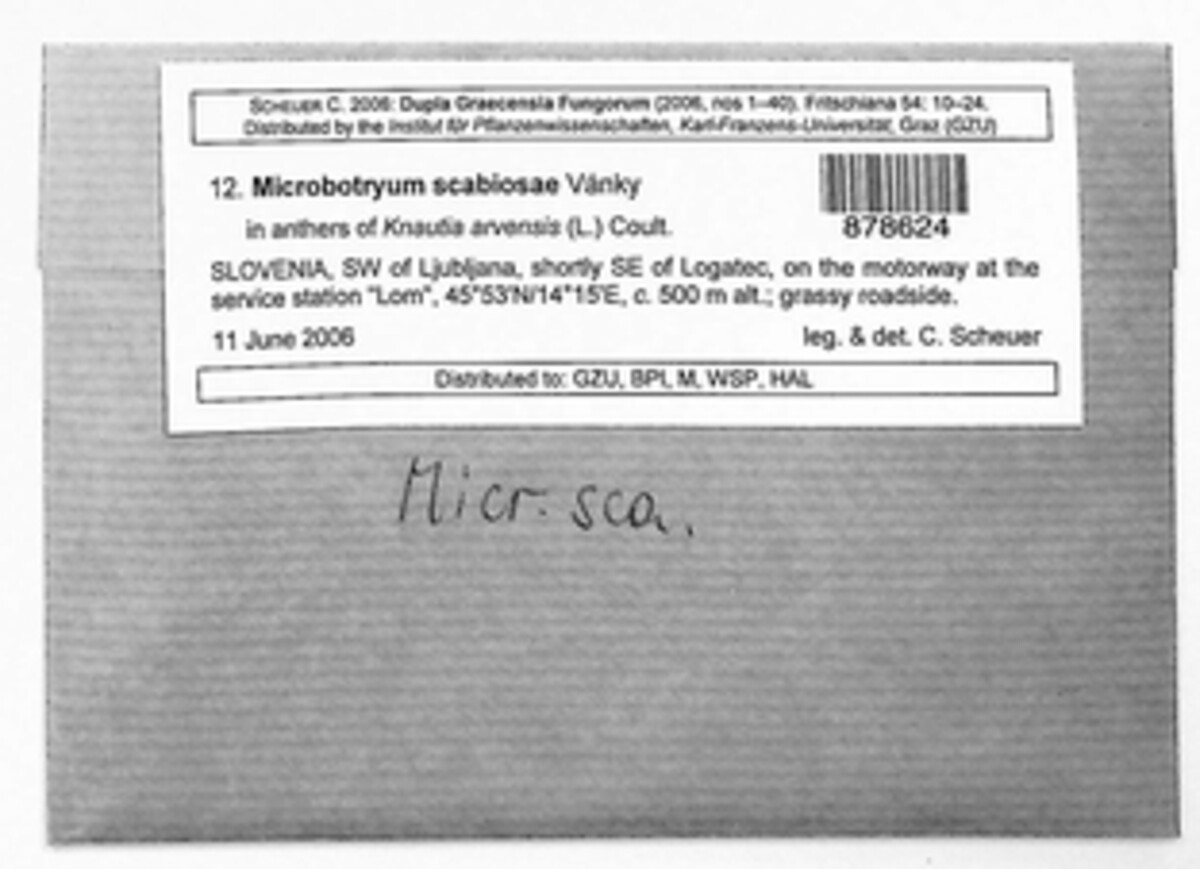 SCHEUER C. 2006: Dupla Graecensia Fungorum (2006, nos 1–40). Fritschiana 54: 10–24.
Distributed by the Institut für Pflanzenwissenschaften, Karl-Franzens-Universität, Graz (GZU)
12. Microbotryum scabiosae Vánky
in anthers of Knautia arvensis (L.) Coult.
878624
SLOVENIA, SW of Ljubljana, shortly SE of Logatec, on the motorway at the
service station "Lom", 45°53'N/14°15'E, c. 500 m alt.; grassy roadside.
11 June 2006 leg. & det. C. Scheuer
Distributed to: GZU, BPI, M, WSP, HAL
Micr. sca.